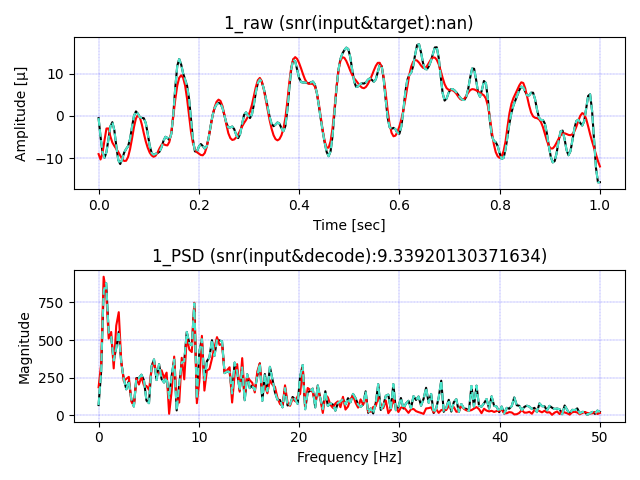 1_raw (snr(input&target):nan)
Amplitude [µ]
10
0
−10
0.0 0.2 0.4 0.6 0.8 1.0
Time [sec]
1_PSD (snr(input&decode):9.33920130371634)
Magnitude
750
500
250
0
0 10 20 30 40 50
Frequency [Hz]